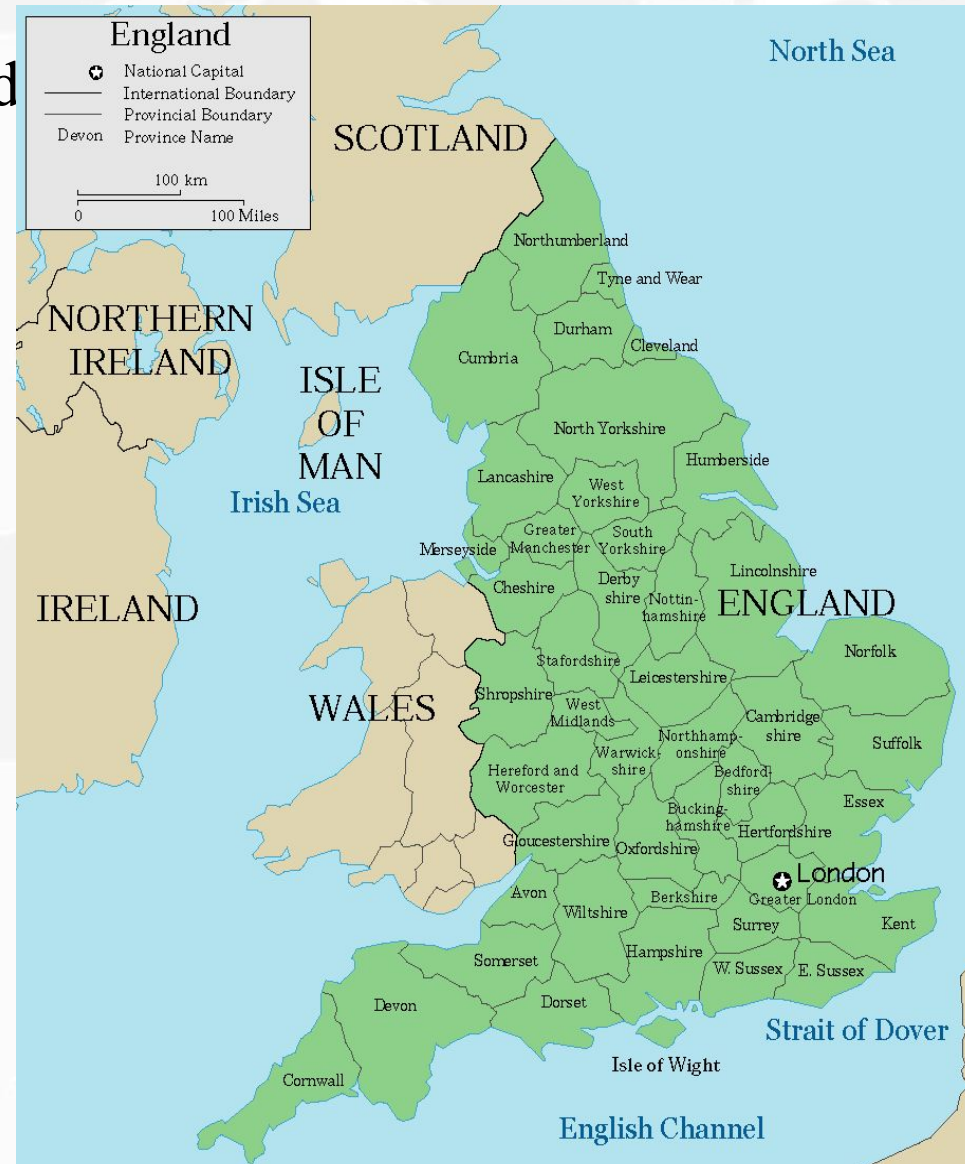 d
England
National Capital
International Boundary
Provincial Boundary
Devon Province Name
100 km
0 100 Miles
North Sea
SCOTLAND
Northumberland
Tyne and Wear
NORTHERN
IRELAND
Durham
Cleveland
Cumbria
ISLE
OF
MAN
North Yorkshire
Humberside
Lancashire
West
Yorkshire
Irish Sea
Greater
Manchester
South
Yorkshire
Merseyside
Lincolnshire
Cheshire
Derby
shire
Nottin-
hamshire
IRELAND
ENGLAND
Norfolk
Stafordshire
Leicestershire
Shropshire
WALES
West
Midlands
Cambridge
shire
Northhamp-
onshire
Suffolk
Warwick-
shire
Hereford and
Worcester
Bedford-
shire
Essex
Bucking-
hamshire
Hertfordshire
Gloucestershire
Oxfordshire
London
Greater London
Avon
Berkshire
Wiltshire
Surrey
Kent
Hampshire
Somerset
W. Sussex
E. Sussex
Devon
Dorset
Strait of Dover
Isle of Wight
Cornwall
English Channel